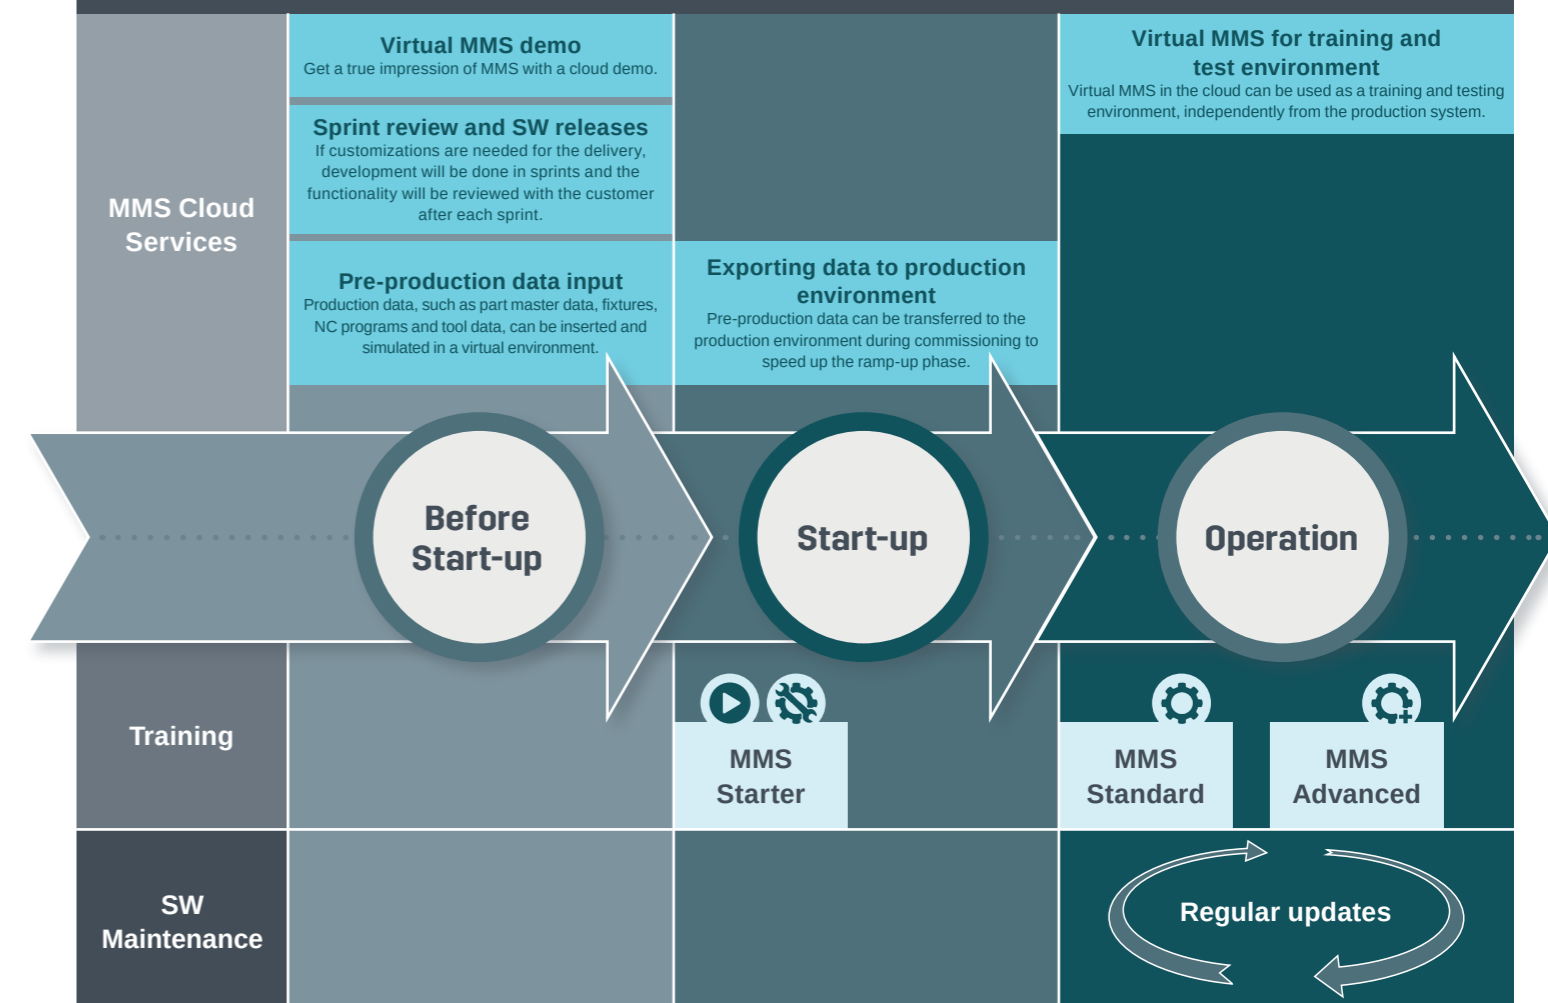 MMS Cloud
Services
Virtual MMS demo
Get a true impression of MMS with a cloud demo.
Sprint review and SW releases
If customizations are needed for the delivery,
development will be done in sprints and the
functionality will be reviewed with the customer
after each sprint.
Pre-production data input
Production data, such as part master data, fixtures,
NC programs and tool data, can be inserted and
simulated in a virtual environment.
Exporting data to production
environment
Pre-production data can be transferred to the
production environment during commissioning to
speed up the ramp-up phase.
Virtual MMS for training and
test environment
Virtual MMS in the cloud can be used as a training and testing
environment, independently from the production system.
Before
Start-up
Start-up
Operation
Training
MMS
Starter
MMS
Standard
MMS
Advanced
SW
Maintenance
Regular updates